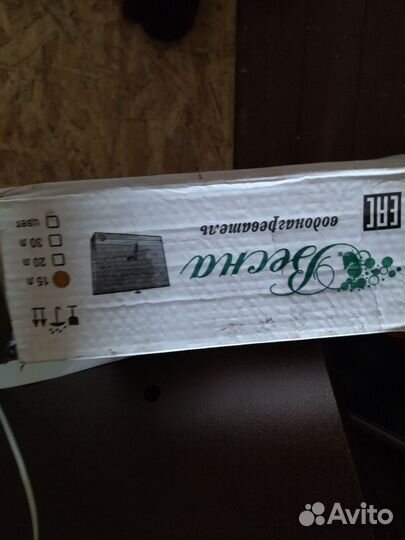 Весна
водонагреватель
EAC
15 л
20 л
30 л
цвет
Avito